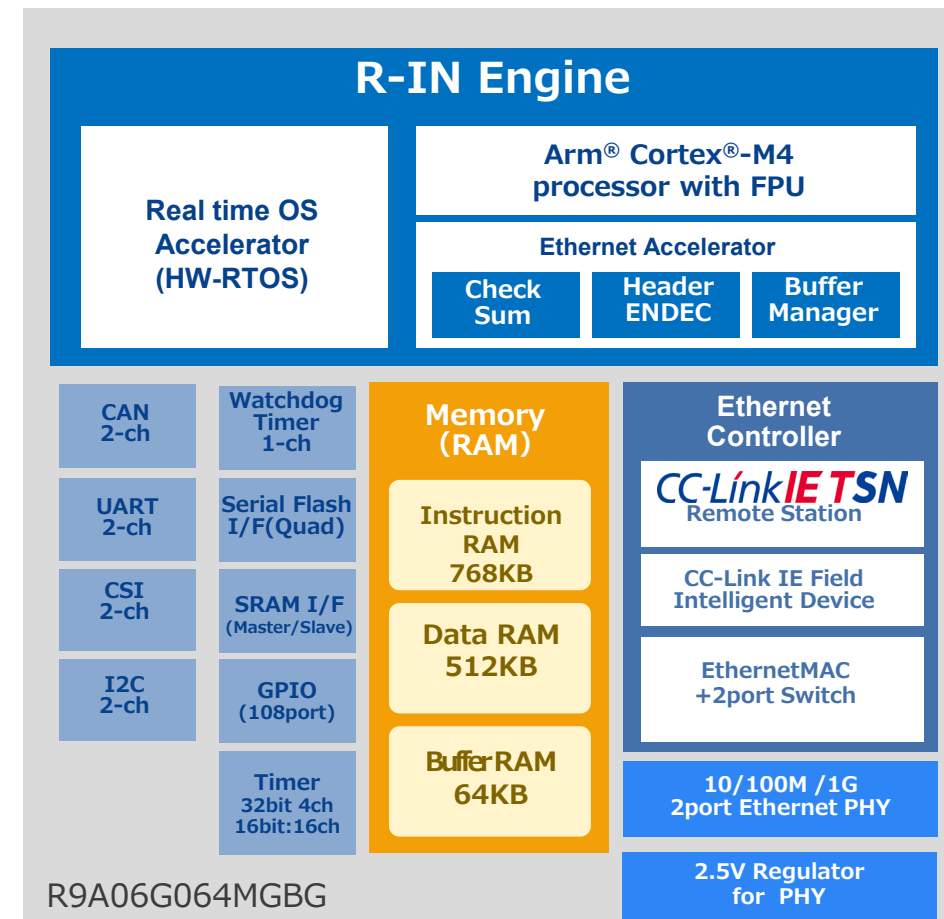 R-IN Engine
Real time OS
Accelerator
(HW-RTOS)
Arm® Cortex®-M4
processor with FPU
Ethernet Accelerator
Check
Sum
Header
ENDEC
Buffer
Manager
CAN
2-ch
UART
2-ch
CSI
2-ch
I2C
2-ch
Watchdog
Timer
1-ch
Serial Flash
I/F(Quad)
SRAM I/F
(Master/Slave)
GPIO
(108port)
Timer
32bit 4ch
16bit:16ch
Memory
（RAM）
Instruction
RAM
768KB
Data RAM
512KB
Buffer RAM
64KB
Ethernet
Controller
CC-Link IE TSN
Remote Station
CC-Link IE Field
Intelligent Device
EthernetMAC
+2port Switch
10/100M /1G
2port Ethernet PHY
2.5V Regulator
for PHY
R9A06G064MGBG